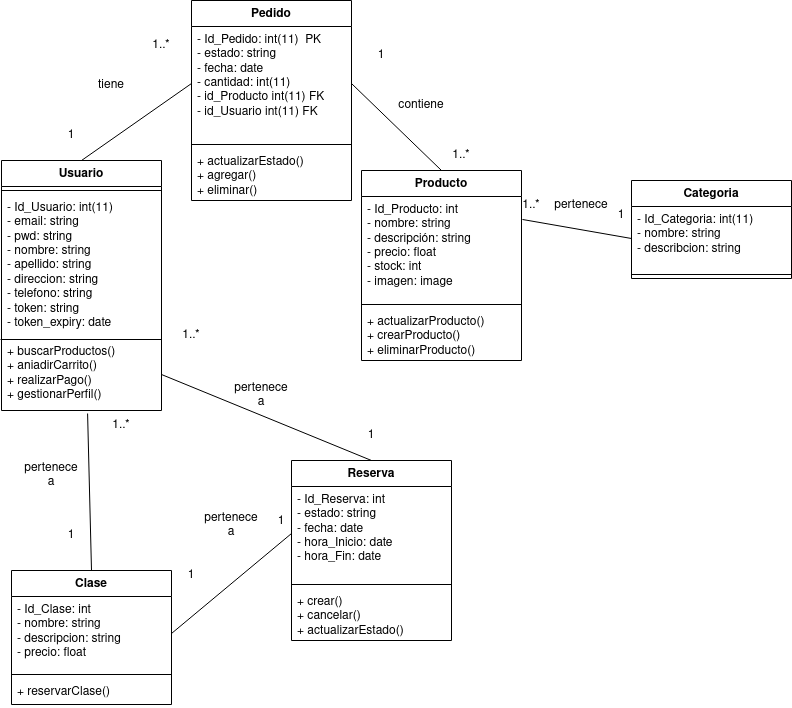 Pedido
- Id_Pedido: int(11)  PK
- estado: string
- fecha: date
- cantidad: int(11)
- id_Producto int(11) FK
- id_Usuario int(11) FK
+ actualizarEstado()
+ agregar()
+ eliminar()
1..*
tiene
1
1
contiene
1..*
Usuario
- Id_Usuario: int(11)
- email: string
- pwd: string
- nombre: string
- apellido: string
- direccion: string
- telefono: string
- token: string
- token_expiry: date
+ buscarProductos()
+ aniadirCarrito()
+ realizarPago()
+ gestionarPerfil()
Producto
- Id_Producto: int
- nombre: string
- descripción: string
- precio: float
- stock: int
- imagen: image
+ actualizarProducto()
+ crearProducto()
+ eliminarProducto()
1..*
pertenece
1
Categoria
- Id_Categoria: int(11)
- nombre: string
- describcion: string
1..*
pertenece
a
1
1..*
pertenece
a
1
Reserva
- Id_Reserva: int
- estado: string
- fecha: date
- hora_Inicio: date
- hora_Fin: date
+ crear()
+ cancelar()
+ actualizarEstado()
pertenece
a
1
1
Clase
- Id_Clase: int
- nombre: string
- descripcion: string
- precio: float
+ reservarClase()